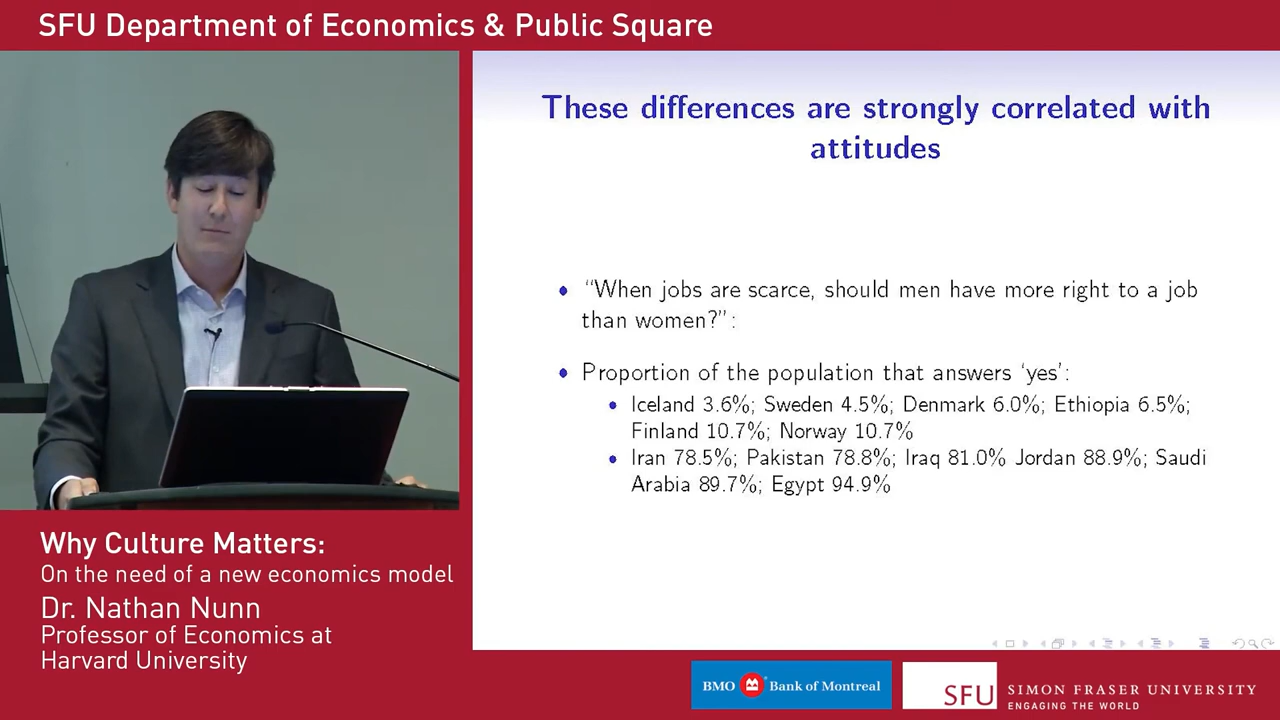 SFU Department of Economics & Public Square
These differences are strongly correlated with
attitudes
• “When jobs are scarce, should men have more right to a job
than women?”:
• Proportion of the population that answers ‘yes’:
• Iceland 3.6%; Sweden 4.5%; Denmark 6.0%; Ethiopia 6.5%;
Finland 10.7%; Norway 10.7%
• Iran 78.5%; Pakistan 78.8%; Iraq 81.0% Jordan 88.9%; Saudi
Arabia 89.7%; Egypt 94.9%
Why Culture Matters:
On the need of a new economics model
Dr. Nathan Nunn
Professor of Economics at
Harvard University
BMO Bank of Montreal
SFU SIMON FRASER UNIVERSITY
ENGAGING THE WORLD